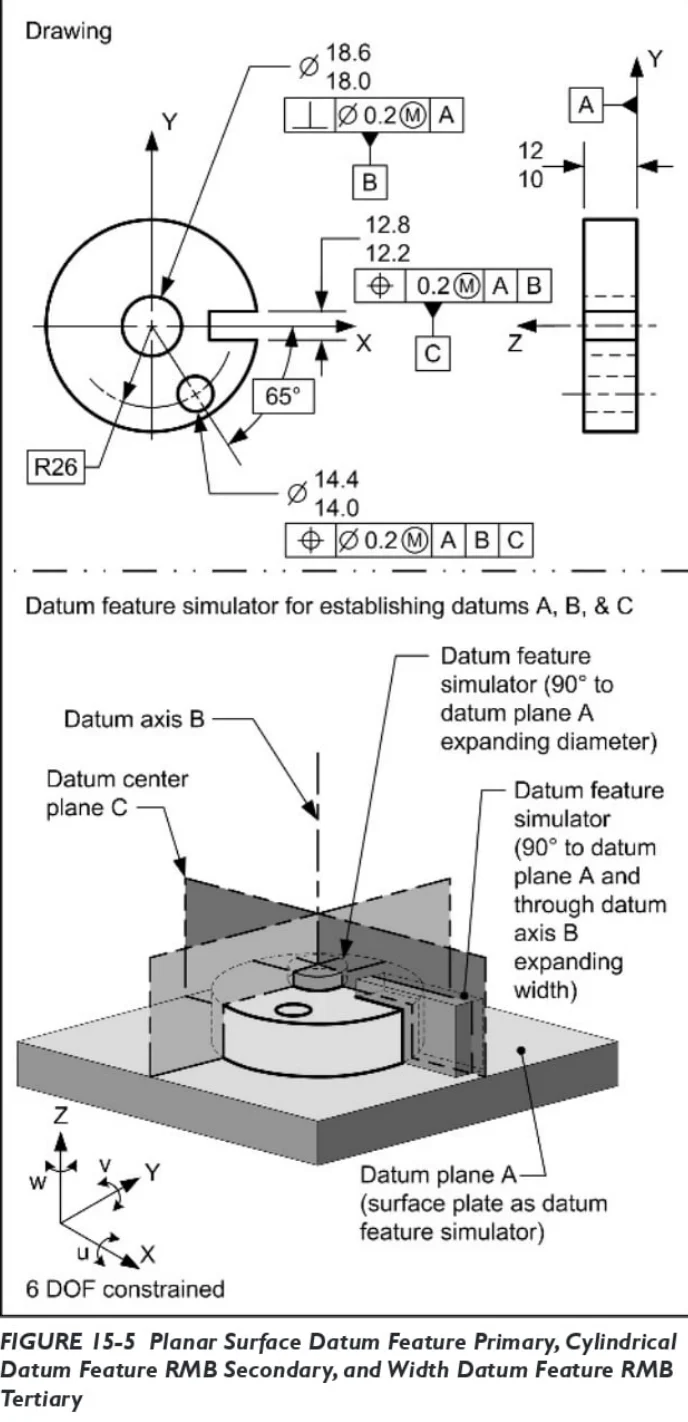 Drawing
⌀ 18.6
18.0
⊥ ⌀ 0.2 Ⓜ A
B
Y
Y
A
12
10
12.8
12.2
⌖ 0.2 Ⓜ A B
C
X
Z
65°
R26
⌀ 14.4
14.0
⌖ ⌀ 0.2 Ⓜ A B C
Datum feature simulator for establishing datums A, B, & C
Datum axis B
Datum center
plane C
Datum feature
simulator (90° to
datum plane A
expanding diameter)
Datum feature
simulator
(90° to datum
plane A and
through datum
axis B
expanding
width)
Datum plane A
(surface plate as datum
feature simulator)
Z
w
v
Y
u
X
6 DOF constrained
FIGURE 15-5 Planar Surface Datum Feature Primary, Cylindrical
Datum Feature RMB Secondary, and Width Datum Feature RMB
Tertiary